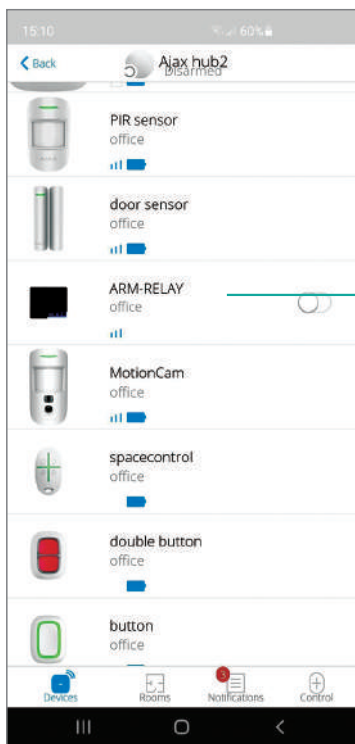 15:10 60%
Back
Ajax hub2
Disarmed
PIR sensor
office
door sensor
office
ARM-RELAY
office
MotionCam
office
spacecontrol
office
double button
office
button
office
3
Devices Rooms Notifications Control